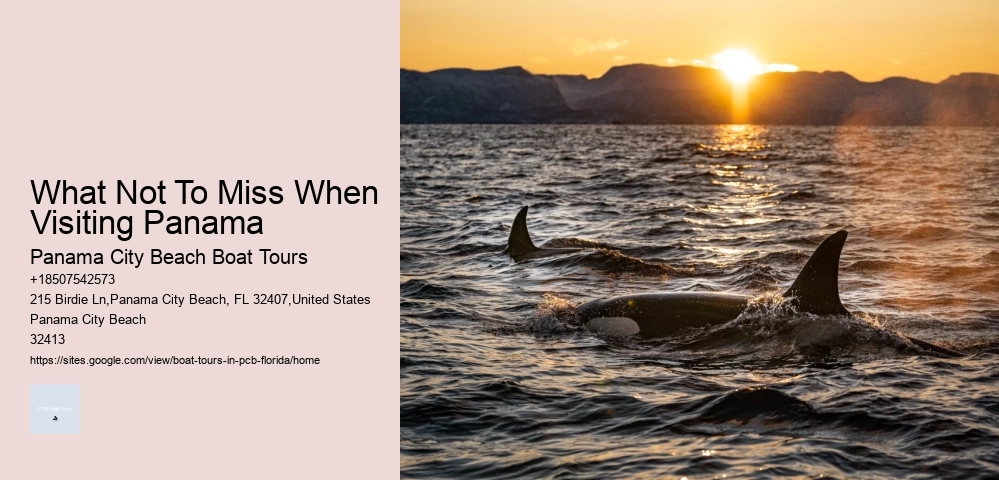 What Not To Miss When
Visiting Panama
Panama City Beach Boat Tours
+18507542573
215 Birdie Ln,Panama City Beach, FL 32407,United States
Panama City Beach
32413
https://sites.google.com/view/boat-tours-in-pcb-florida/home